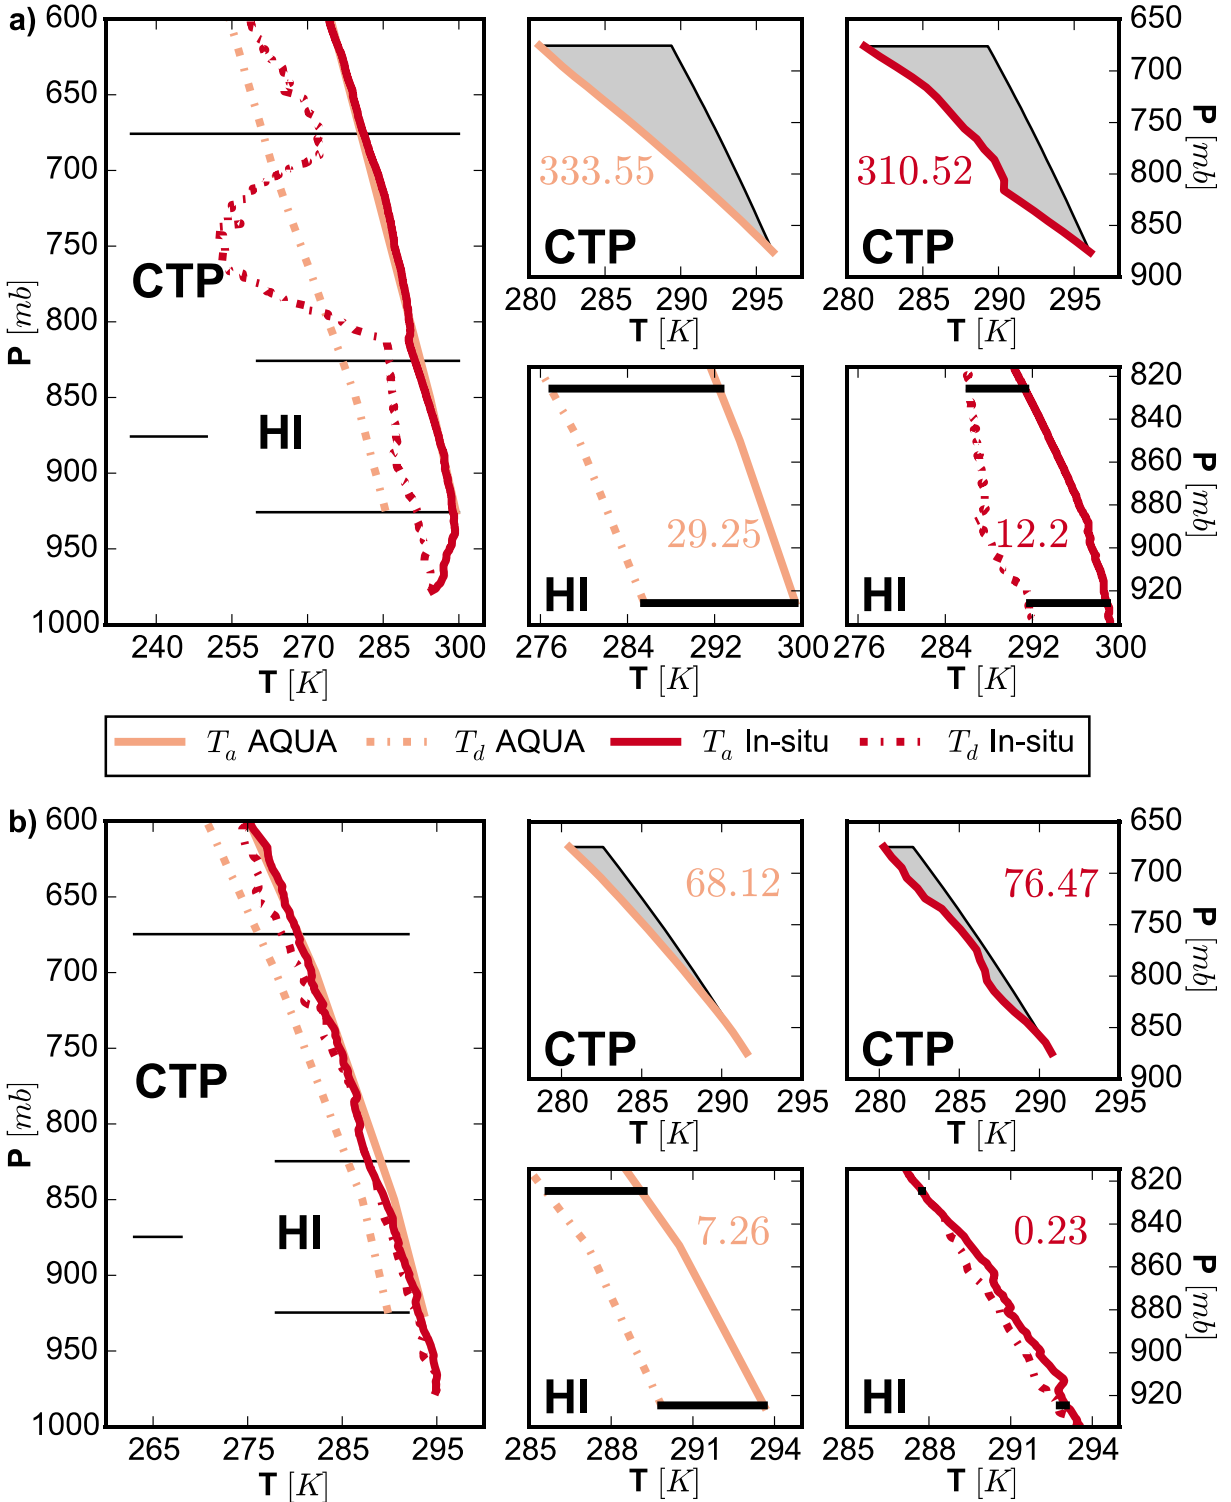 a)
600
650
700
750
800
850
900
950
1000
P [mb]
CTP
HI
240
255
270
285
300
T [K]
333.55
CTP
280
285
290
295
T [K]
310.52
CTP
650
700
750
800
850
900
P [mb]
280
285
290
295
T [K]
29.25
HI
276
284
292
300
T [K]
12.2
HI
820
840
860
880
900
920
P [mb]
276
284
292
300
T [K]
T_a AQUA
T_d AQUA
T_a In-situ
T_d In-situ
b)
600
650
700
750
800
850
900
950
1000
P [mb]
CTP
HI
265
275
285
295
T [K]
68.12
CTP
280
285
290
295
T [K]
76.47
CTP
650
700
750
800
850
900
P [mb]
280
285
290
295
T [K]
7.26
HI
285
288
291
294
T [K]
0.23
HI
820
840
860
880
900
920
P [mb]
285
288
291
294
T [K]